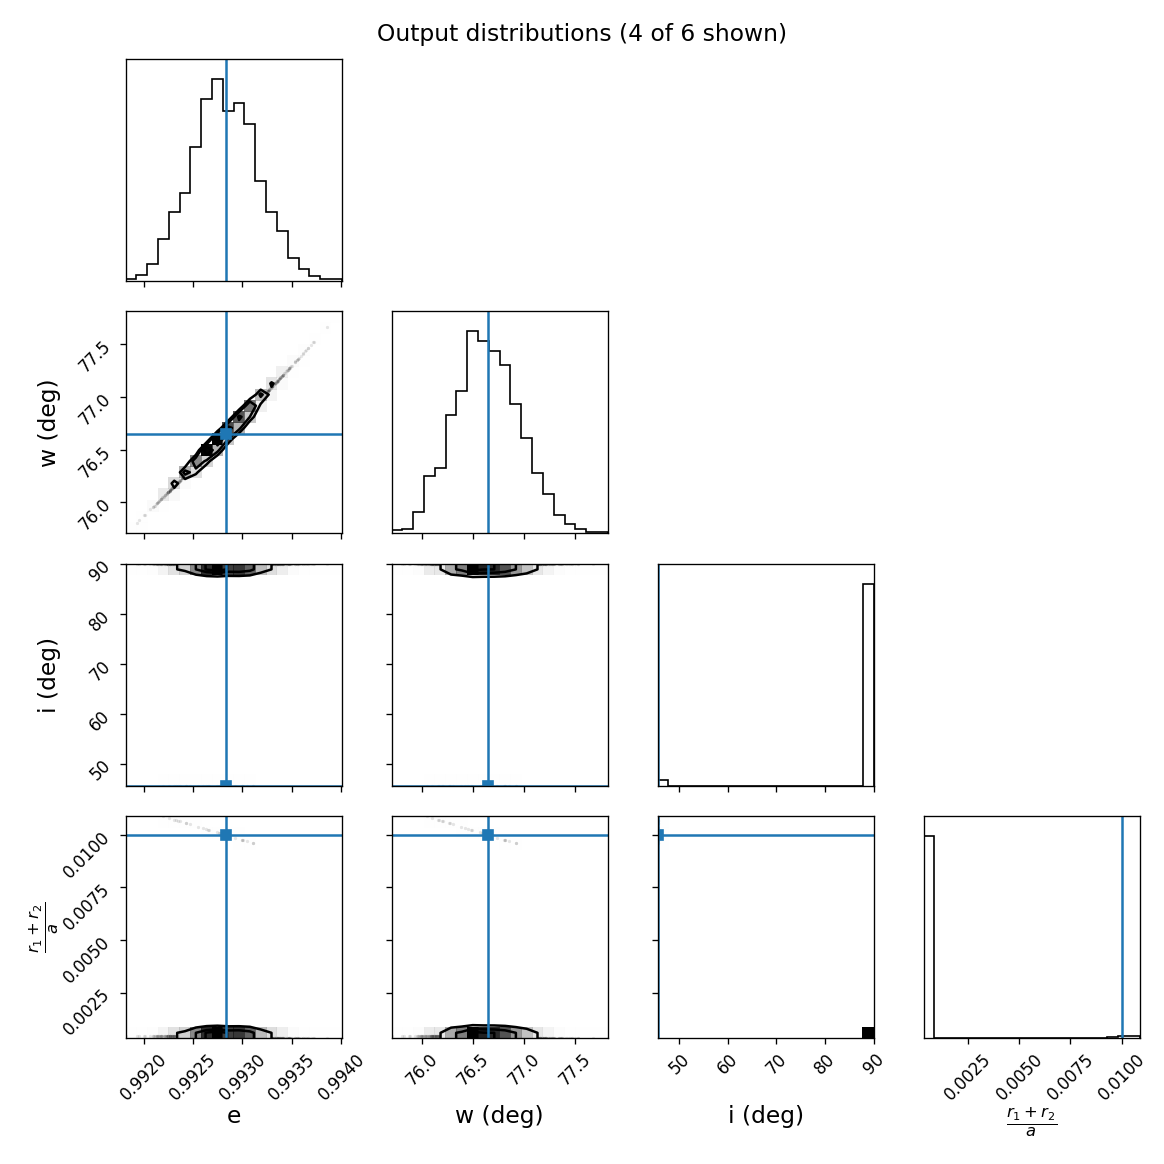 Output distributions (4 of 6 shown)
w (deg)
77.5
77.0
76.5
76.0
i (deg)
90
80
70
60
50
r₁ + r₂
a
0.0100
0.0075
0.0050
0.0025
0.9920 0.9925 0.9930 0.9935 0.9940
76.0 76.5 77.0 77.5
50 60 70 80 90
0.0025 0.0050 0.0075 0.0100
e
w (deg)
i (deg)
r₁ + r₂
a